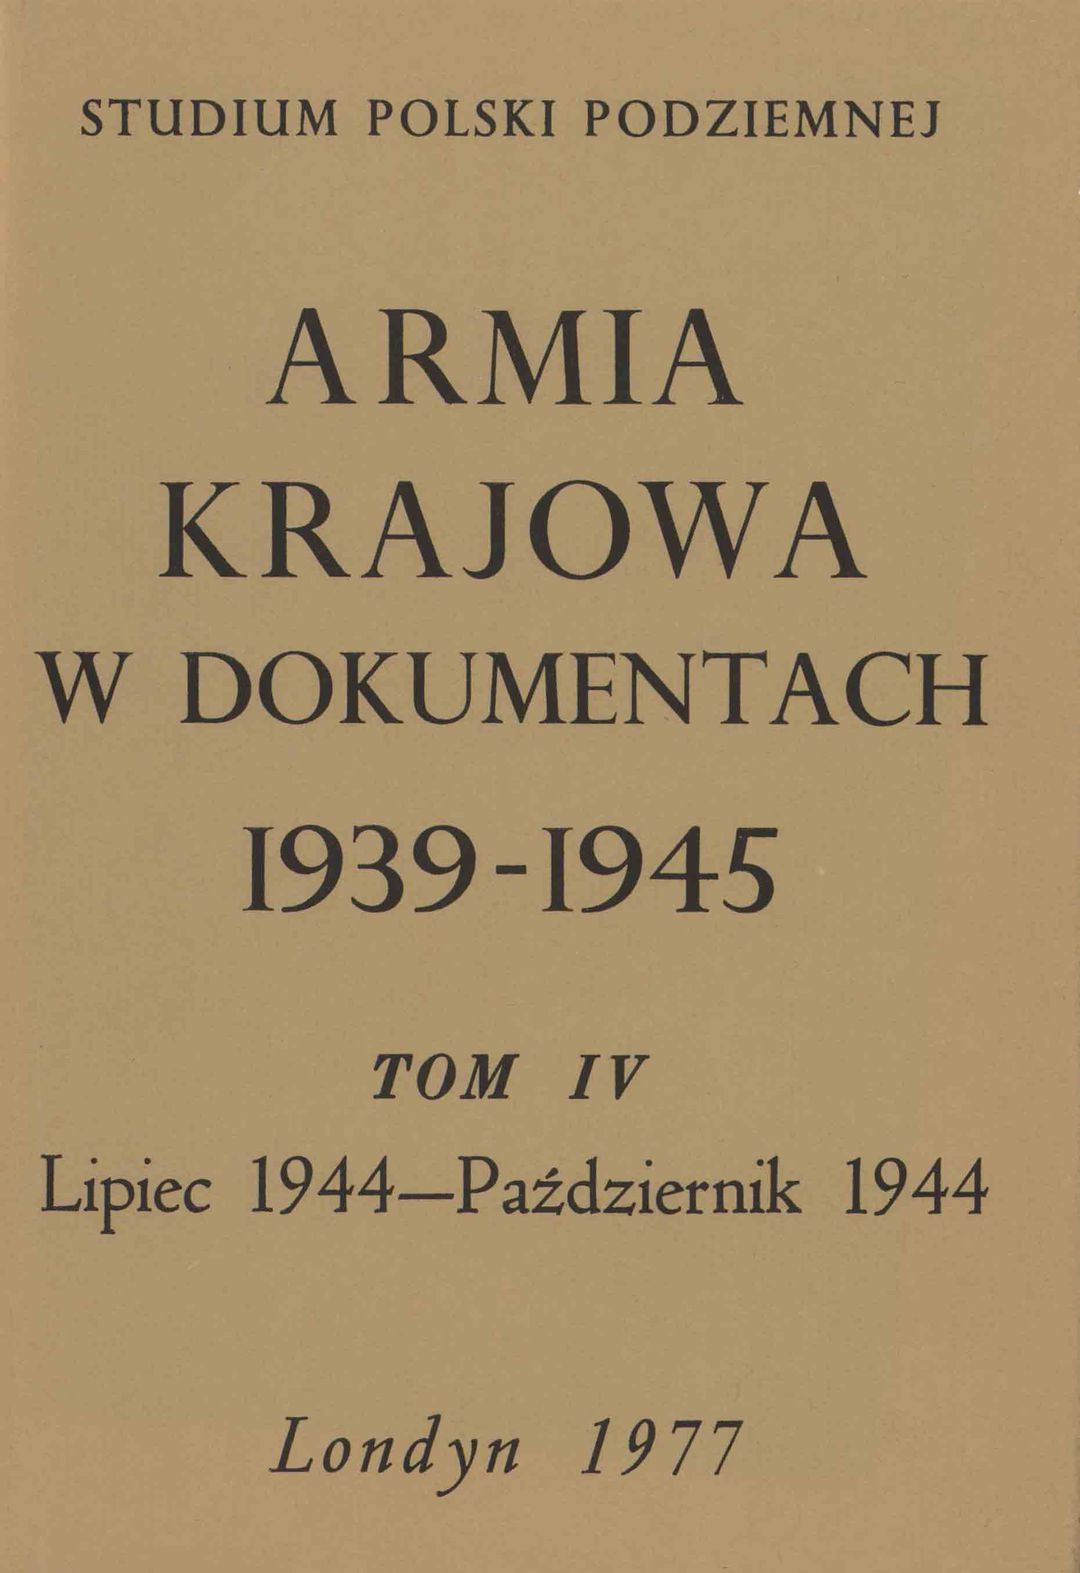 STUDIUM POLSKI PODZIEMNEJ
ARMIA
KRAJOWA
W DOKUMENTACH
1939-1945
TOM IV
Lipiec 1944—Październik 1944
Londyn 1977